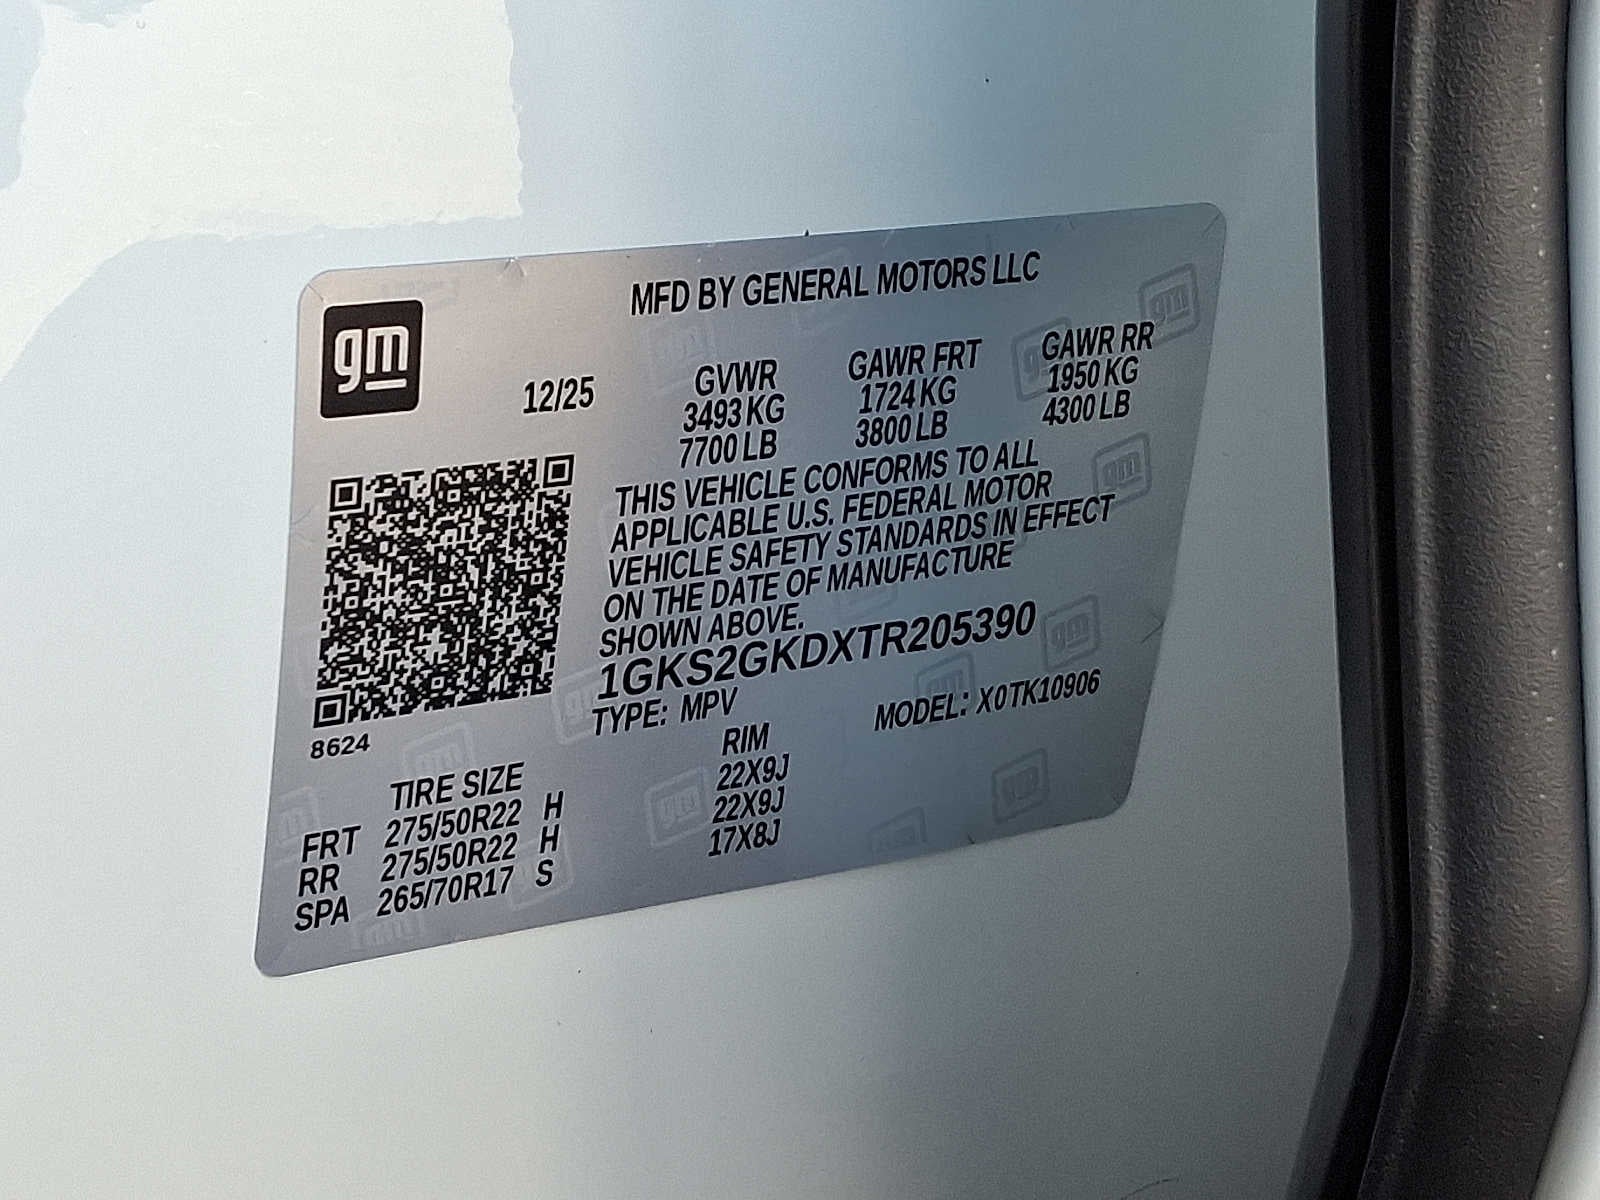 MFD BY GENERAL MOTORS LLC
gm
12/25
GVWR GAWR FRT GAWR RR
3493 KG 1724 KG 1950 KG
7700 LB 3800 LB 4300 LB
THIS VEHICLE CONFORMS TO ALL
APPLICABLE U.S. FEDERAL MOTOR
VEHICLE SAFETY STANDARDS IN EFFECT
ON THE DATE OF MANUFACTURE
SHOWN ABOVE.
1GKS2GKDXTR205390
TYPE: MPV MODEL: X0TK10906
8624
TIRE SIZE RIM
FRT 275/50R22 H 22X9J
RR 275/50R22 H 22X9J
SPA 265/70R17 S 17X8J